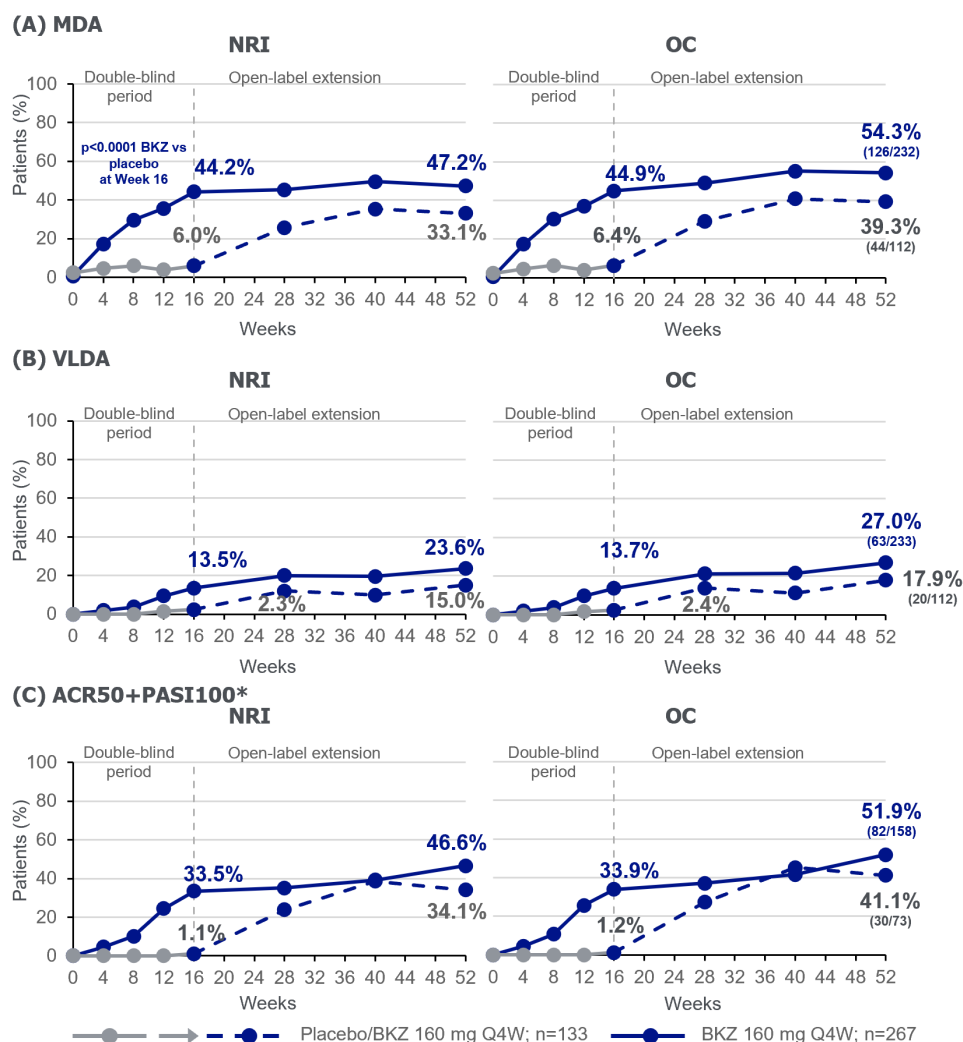 (A) MDA
NRI
OC
Patients (%)
100
80
60
40
20
0
Double-blind
period
Open-label extension
p<0.0001 BKZ vs
placebo
at Week 16
44.2%
47.2%
6.0%
33.1%
0 4 8 12 16 20 24 28 32 36 40 44 48 52
Weeks
Double-blind
period
Open-label extension
44.9%
54.3%
(126/232)
6.4%
39.3%
(44/112)
0 4 8 12 16 20 24 28 32 36 40 44 48 52
Weeks
(B) VLDA
NRI
OC
Patients (%)
100
80
60
40
20
0
Double-blind
period
Open-label extension
13.5%
23.6%
2.3%
15.0%
0 4 8 12 16 20 24 28 32 36 40 44 48 52
Weeks
Double-blind
period
Open-label extension
13.7%
27.0%
(63/233)
2.4%
17.9%
(20/112)
0 4 8 12 16 20 24 28 32 36 40 44 48 52
Weeks
(C) ACR50+PASI100*
NRI
OC
Patients (%)
100
80
60
40
20
0
Double-blind
period
Open-label extension
33.5%
46.6%
1.1%
34.1%
0 4 8 12 16 20 24 28 32 36 40 44 48 52
Weeks
Double-blind
period
Open-label extension
33.9%
51.9%
(82/158)
1.2%
41.1%
(30/73)
0 4 8 12 16 20 24 28 32 36 40 44 48 52
Weeks
Placebo/BKZ 160 mg Q4W; n=133
BKZ 160 mg Q4W; n=267